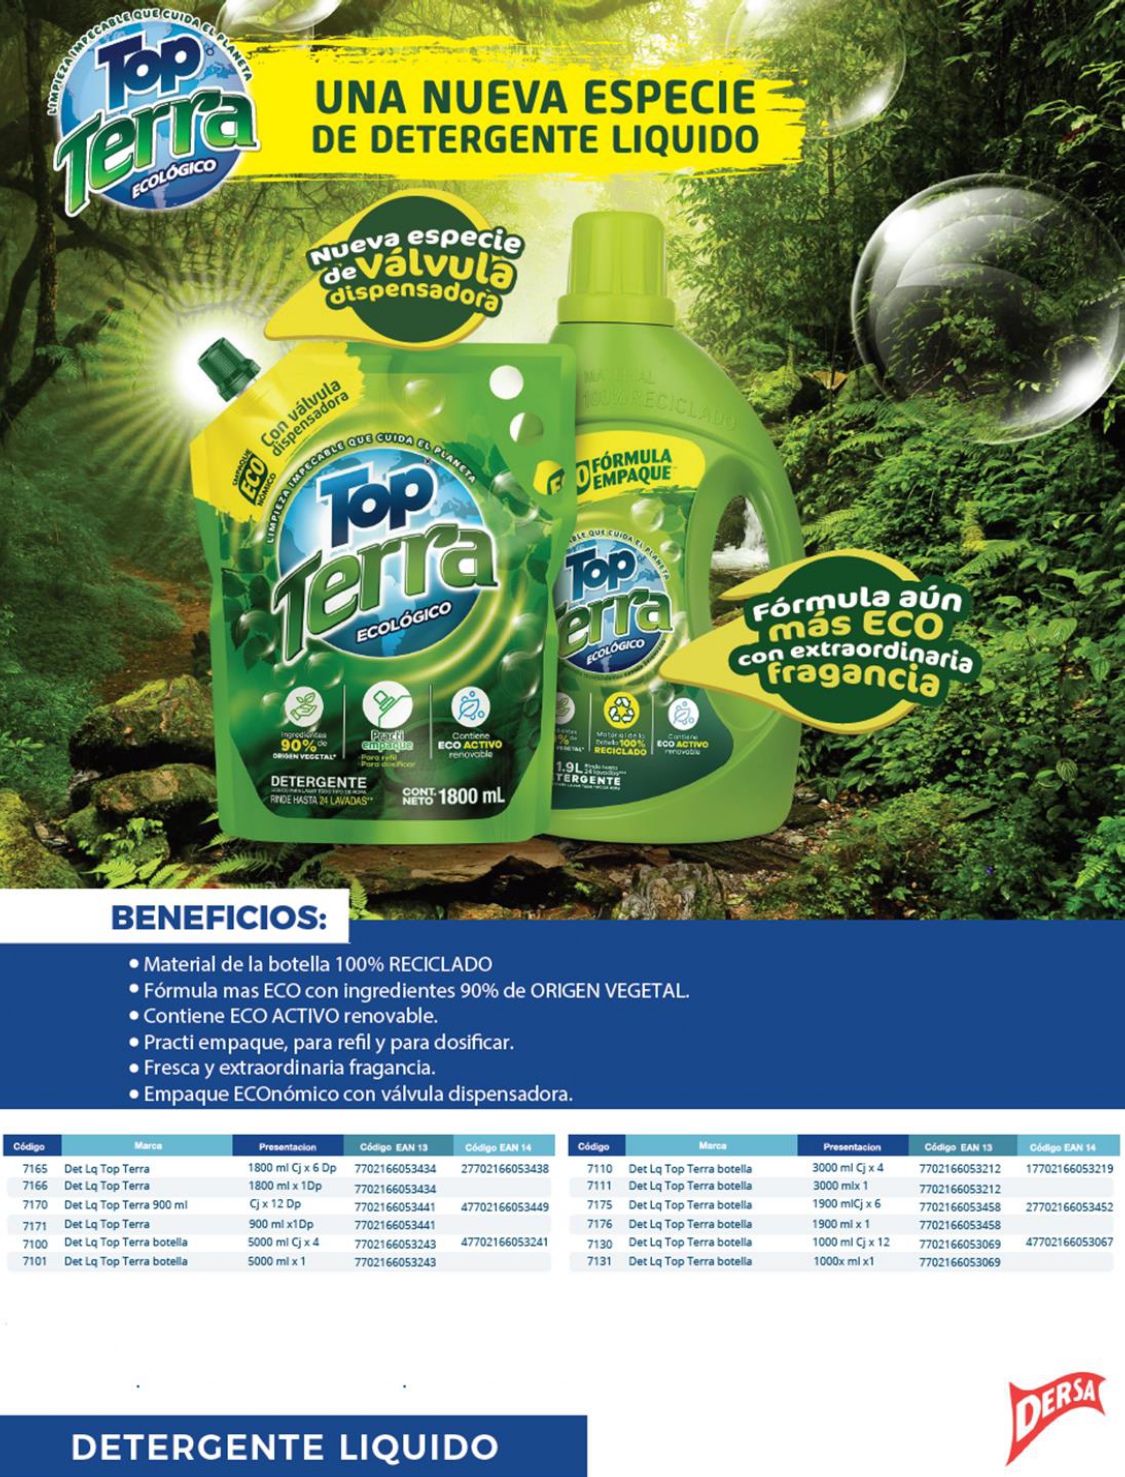 LIMPIEZA IMPECABLE QUE CUIDA EL PLANETA
Top
Terra
ECOLÓGICO
UNA NUEVA ESPECIE
DE DETERGENTE LIQUIDO
Nueva especie
de válvula
dispensadora
Con válvula
dispensadora
EMPAQUE
ECO
NÓMICO
LIMPIEZA IMPECABLE QUE CUIDA EL PLANETA
Top
Terra
ECOLÓGICO
Ingredientes
90% de
ORIGEN VEGETAL*
Practi
empaque
-Para refil
-Para dosificar
Contiene
ECO ACTIVO
renovable
DETERGENTE
RINDE HASTA 24 LAVADAS**
CONT.
NETO 1800 mL
MATERIAL
100% RECICLADO
FÓRMULA
EMPAQUE
QUE CUIDA EL PLANETA
Top
erra
ECOLÓGICO
Material de la
botella 100%
RECICLADO
Contiene
ECO ACTIVO
renovable
1.9L
TERGENTE
Fórmula aún
más ECO
con extraordinaria
fragancia
BENEFICIOS:
• Material de la botella 100% RECICLADO
• Fórmula mas ECO con ingredientes 90% de ORIGEN VEGETAL.
• Contiene ECO ACTIVO renovable.
• Practi empaque, para refil y para dosificar.
• Fresca y extraordinaria fragancia.
• Empaque ECOnómico con válvula dispensadora.
Código Marca Presentacion Código EAN 13 Código EAN 14
7165 Det Lq Top Terra 1800 ml Cj x 6 Dp 7702166053434 27702166053438
7166 Det Lq Top Terra 1800 ml x 1Dp 7702166053434
7170 Det Lq Top Terra 900 ml Cj x 12 Dp 7702166053441 47702166053449
7171 Det Lq Top Terra 900 ml x1Dp 7702166053441
7100 Det Lq Top Terra botella 5000 ml Cj x 4 7702166053243 47702166053241
7101 Det Lq Top Terra botella 5000 ml x 1 7702166053243
Código Marca Presentacion Código EAN 13 Código EAN 14
7110 Det Lq Top Terra botella 3000 ml Cj x 4 7702166053212 17702166053219
7111 Det Lq Top Terra botella 3000 mlx 1 7702166053212
7175 Det Lq Top Terra botella 1900 mlCj x 6 7702166053458 27702166053452
7176 Det Lq Top Terra botella 1900 ml x 1 7702166053458
7130 Det Lq Top Terra botella 1000 ml Cj x 12 7702166053069 47702166053067
7131 Det Lq Top Terra botella 1000x ml x1 7702166053069
DERSA
DETERGENTE LIQUIDO